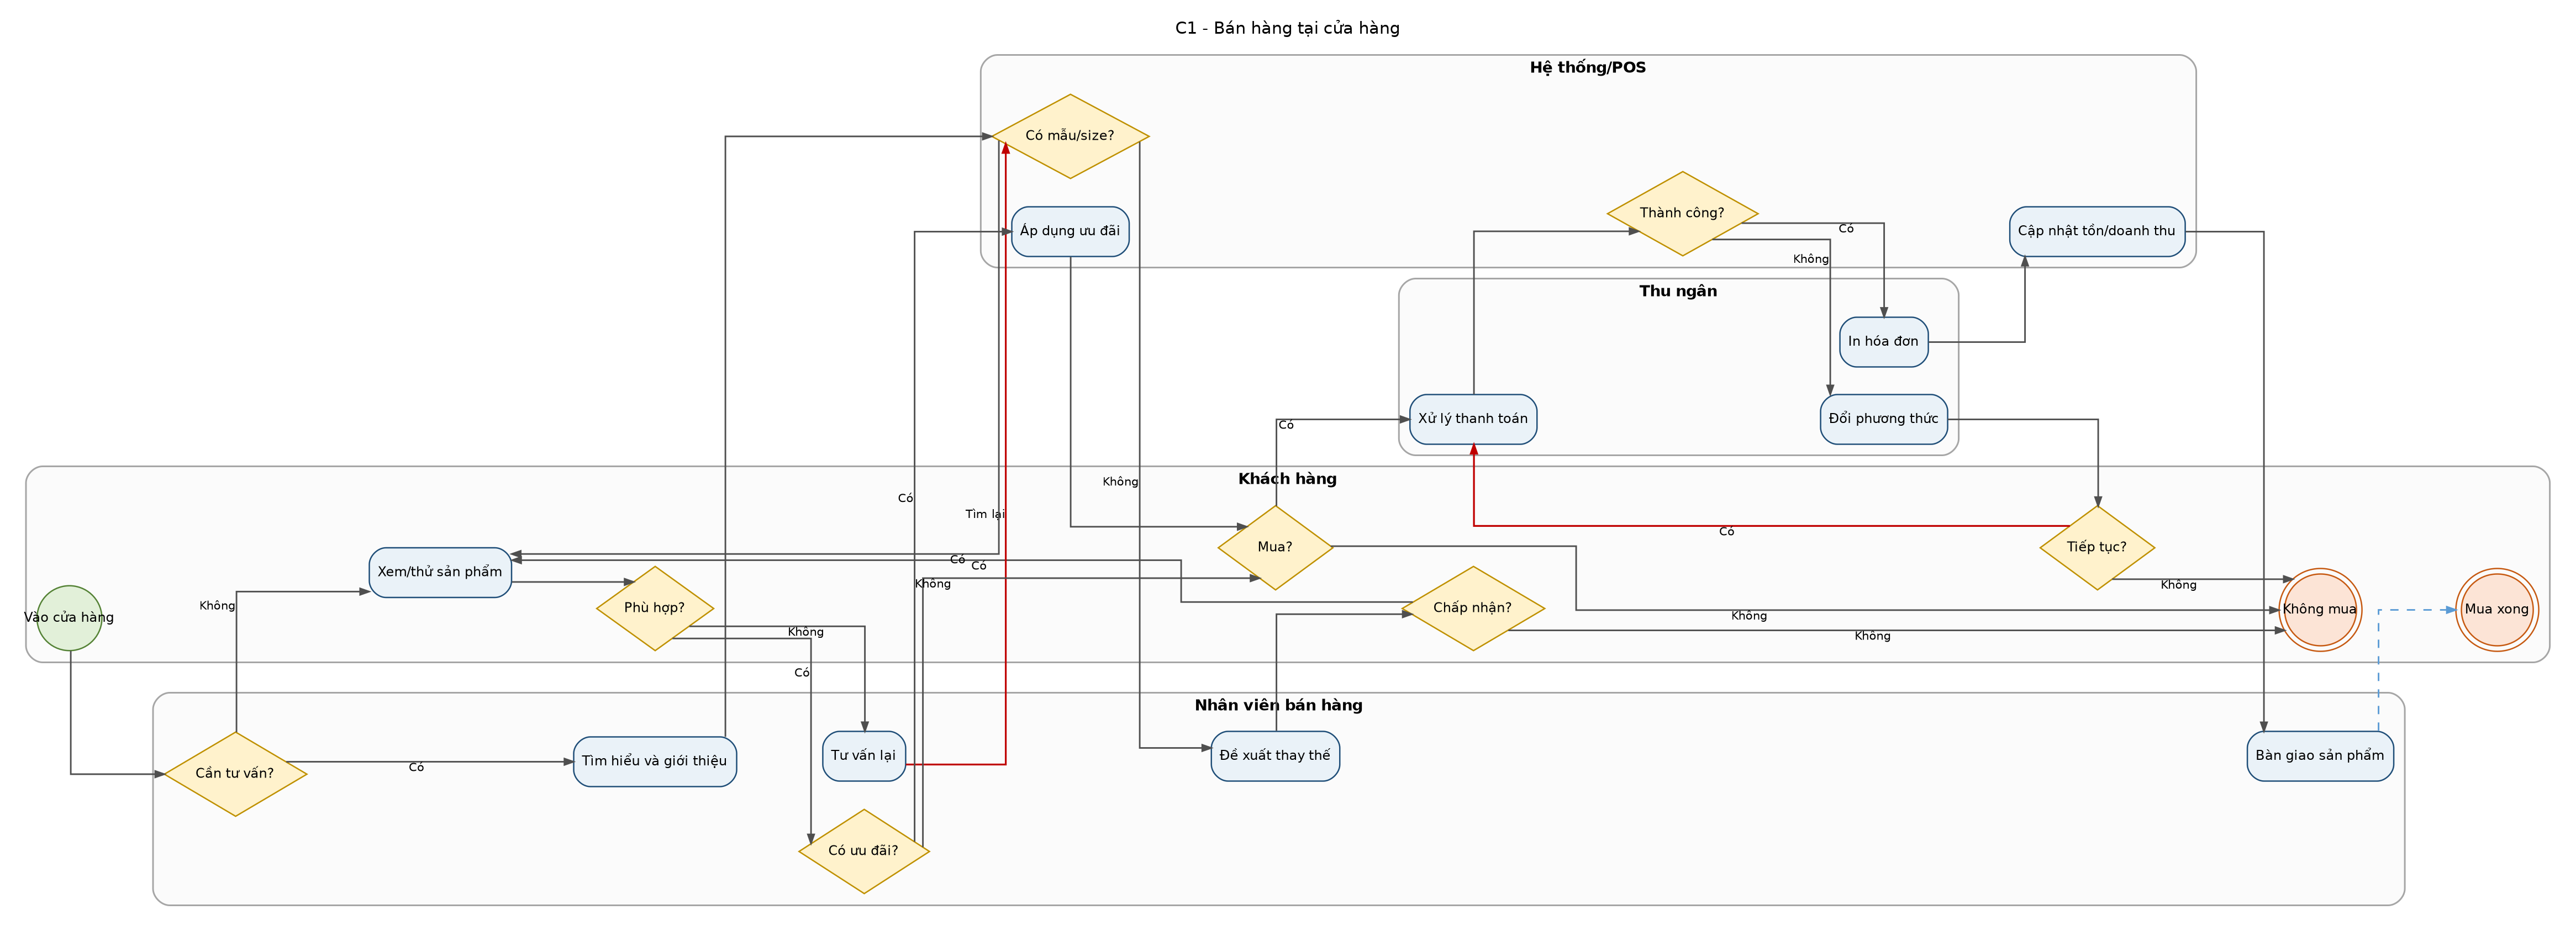 C1 - Bán hàng tại cửa hàng
Hệ thống/POS
Có mẫu/size?
Thành công?
Có
Áp dụng ưu đãi
Cập nhật tồn/doanh thu
Không
Thu ngân
In hóa đơn
Xử lý thanh toán
Đổi phương thức
Có
Khách hàng
Không
Có
Tìm lại
Có
Mua?
Tiếp tục?
Có
Có
Xem/thử sản phẩm
Không
Không
Không
Phù hợp?
Chấp nhận?
Vào cửa hàng
Không mua
Mua xong
Không
Không
Không
Có
Nhân viên bán hàng
Cần tư vấn?
Có
Tìm hiểu và giới thiệu
Tư vấn lại
Đề xuất thay thế
Bàn giao sản phẩm
Có ưu đãi?